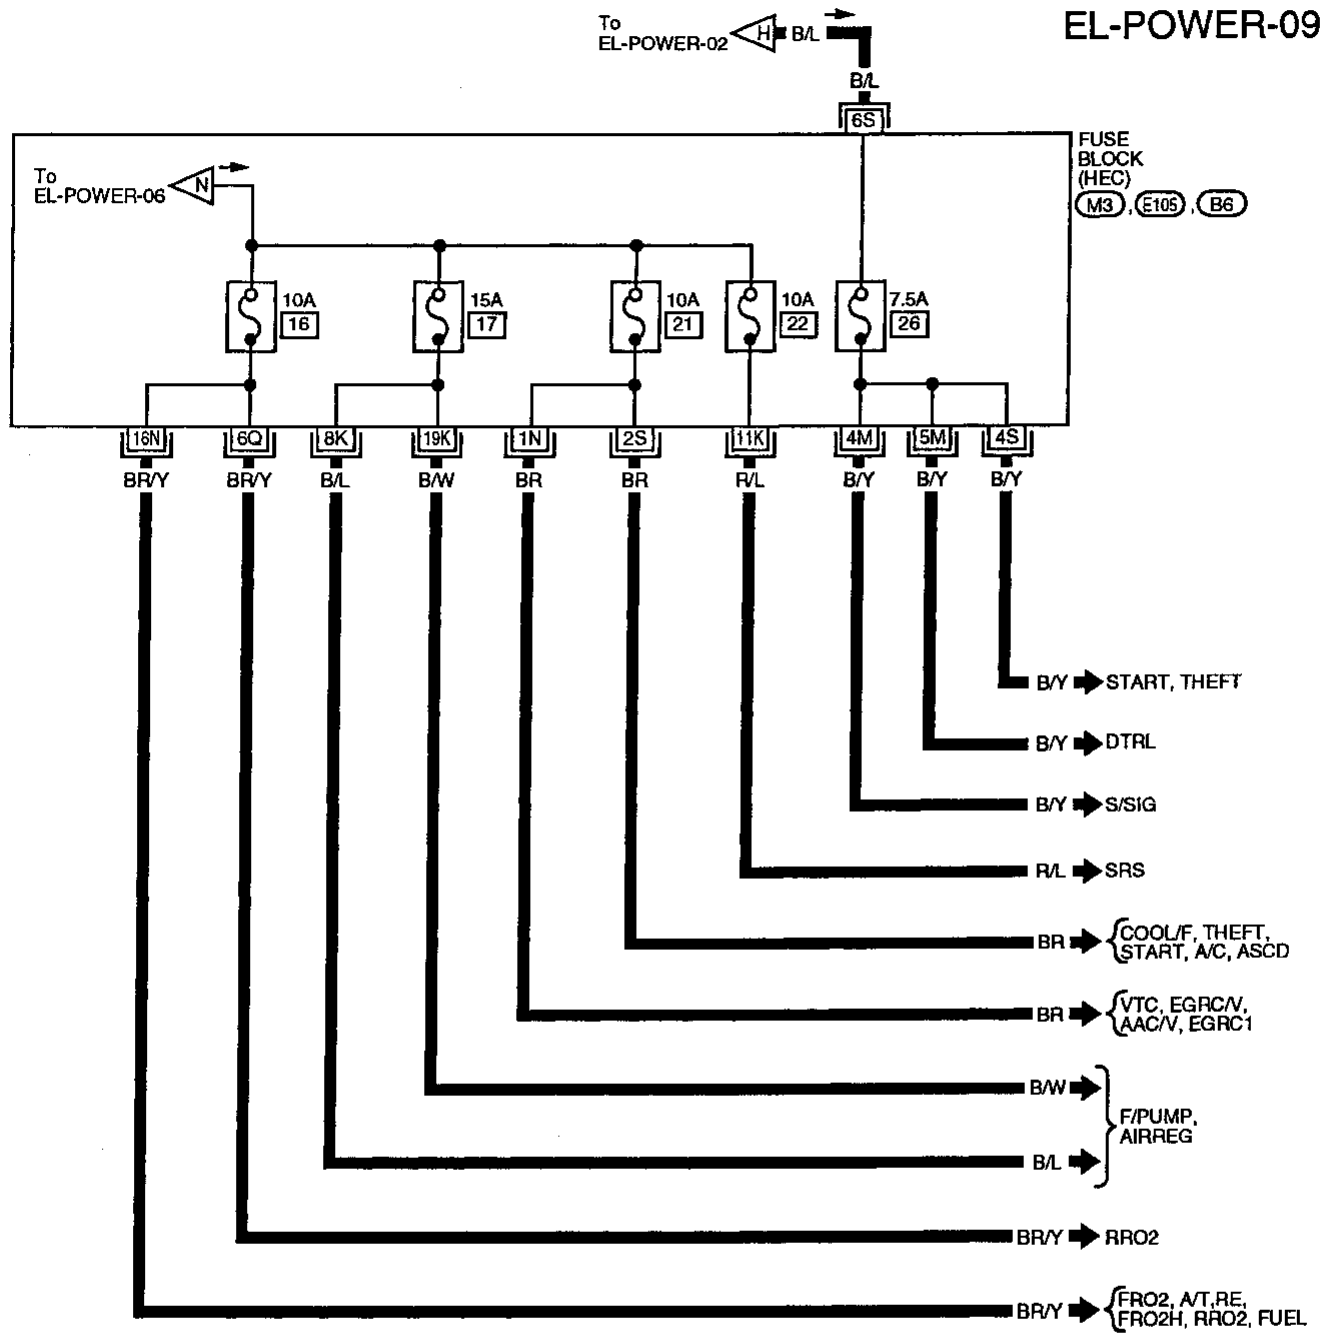 To
EL-POWER-02
H
B/L
EL-POWER-09
B/L
6S
FUSE
BLOCK
(HEC)
M3, E105, B6
To
EL-POWER-06
N
10A
16
15A
17
10A
21
10A
22
7.5A
26
16N 6Q 8K 19K 1N 2S 11K 4M 5M 4S
BR/Y BR/Y B/L B/W BR BR R/L B/Y B/Y B/Y
B/Y START, THEFT
B/Y DTRL
B/Y S/SIG
R/L SRS
BR COOL/F, THEFT,
START, A/C, ASCD
BR VTC, EGRC/V,
AAC/V, EGRC1
B/W
F/PUMP,
AIRREG
B/L
BR/Y RRO2
BR/Y FRO2, A/T,RE,
FRO2H, RRO2, FUEL